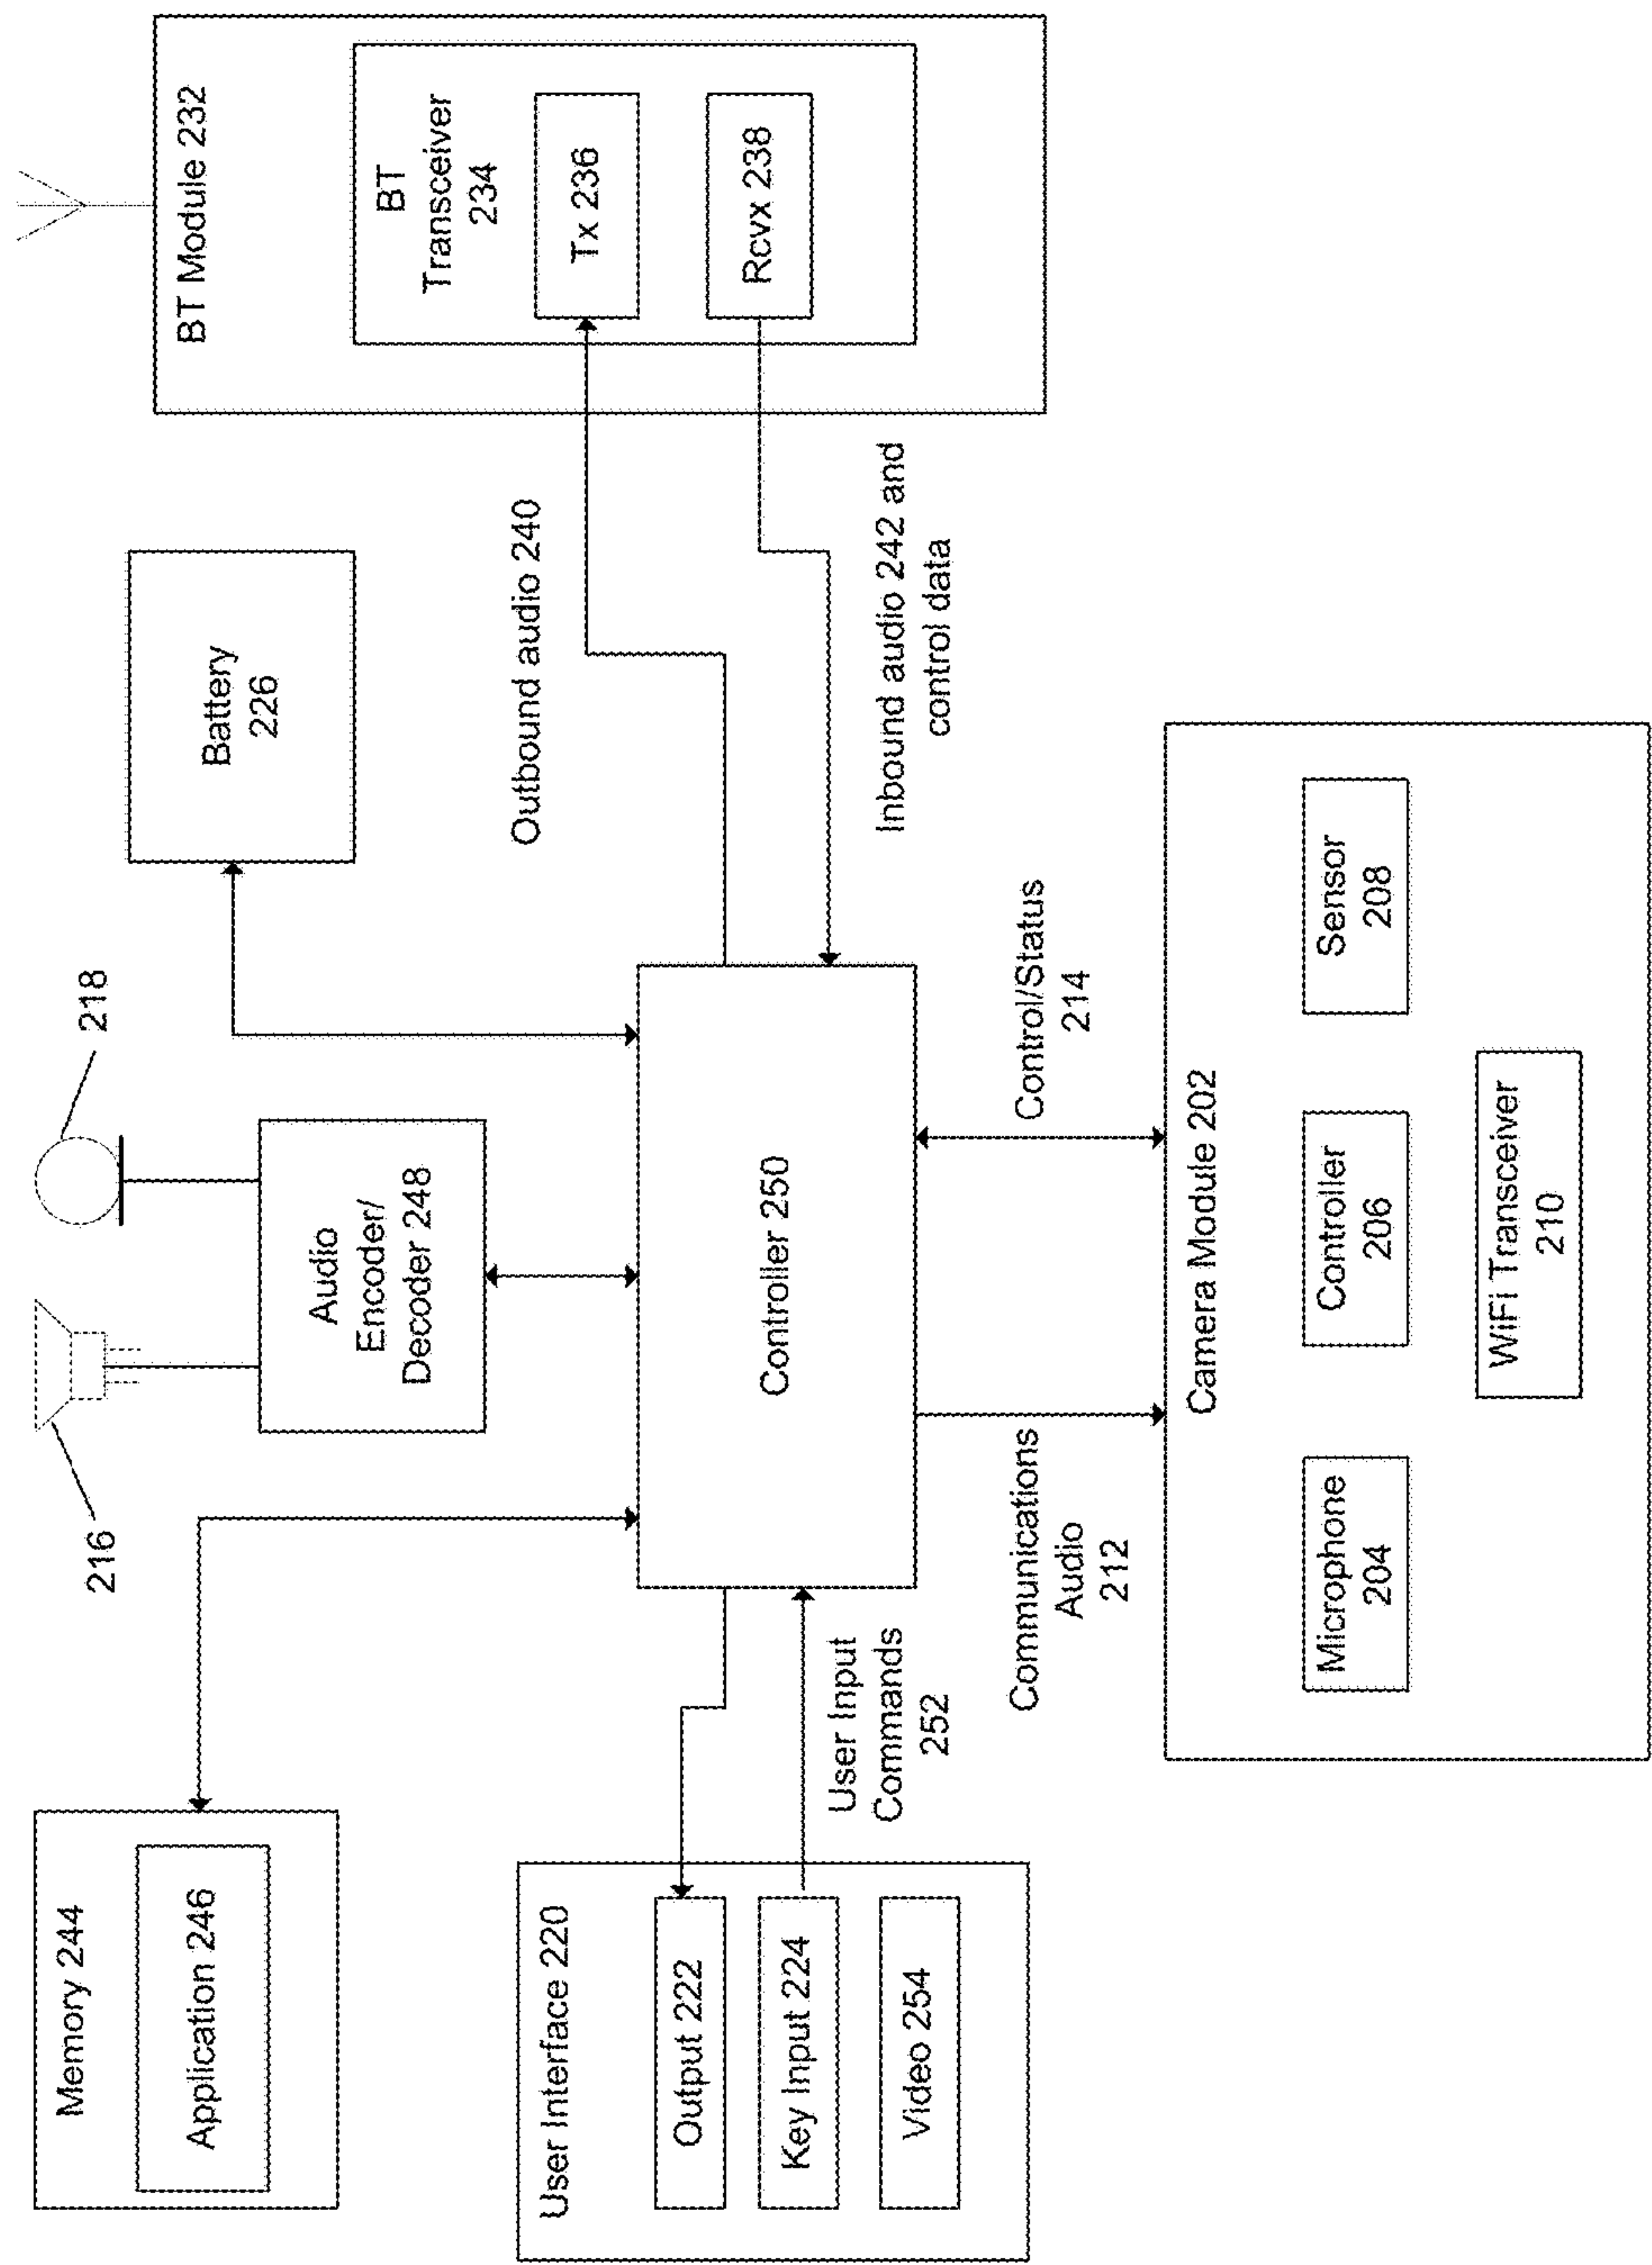 Memory 244
Application 246
216
218
Audio
Encoder/
Decoder 248
Battery
226
BT Module 232
BT
Transceiver
234
Tx 236
Rcvx 238
User Interface 220
Output 222
Key Input 224
Video 254
User Input
Commands
252
Controller 250
Outbound audio 240
Inbound audio 242 and
control data
Communications
Audio
212
Control/Status
214
Camera Module 202
Microphone
204
Controller
206
Sensor
208
WiFi Transceiver
210